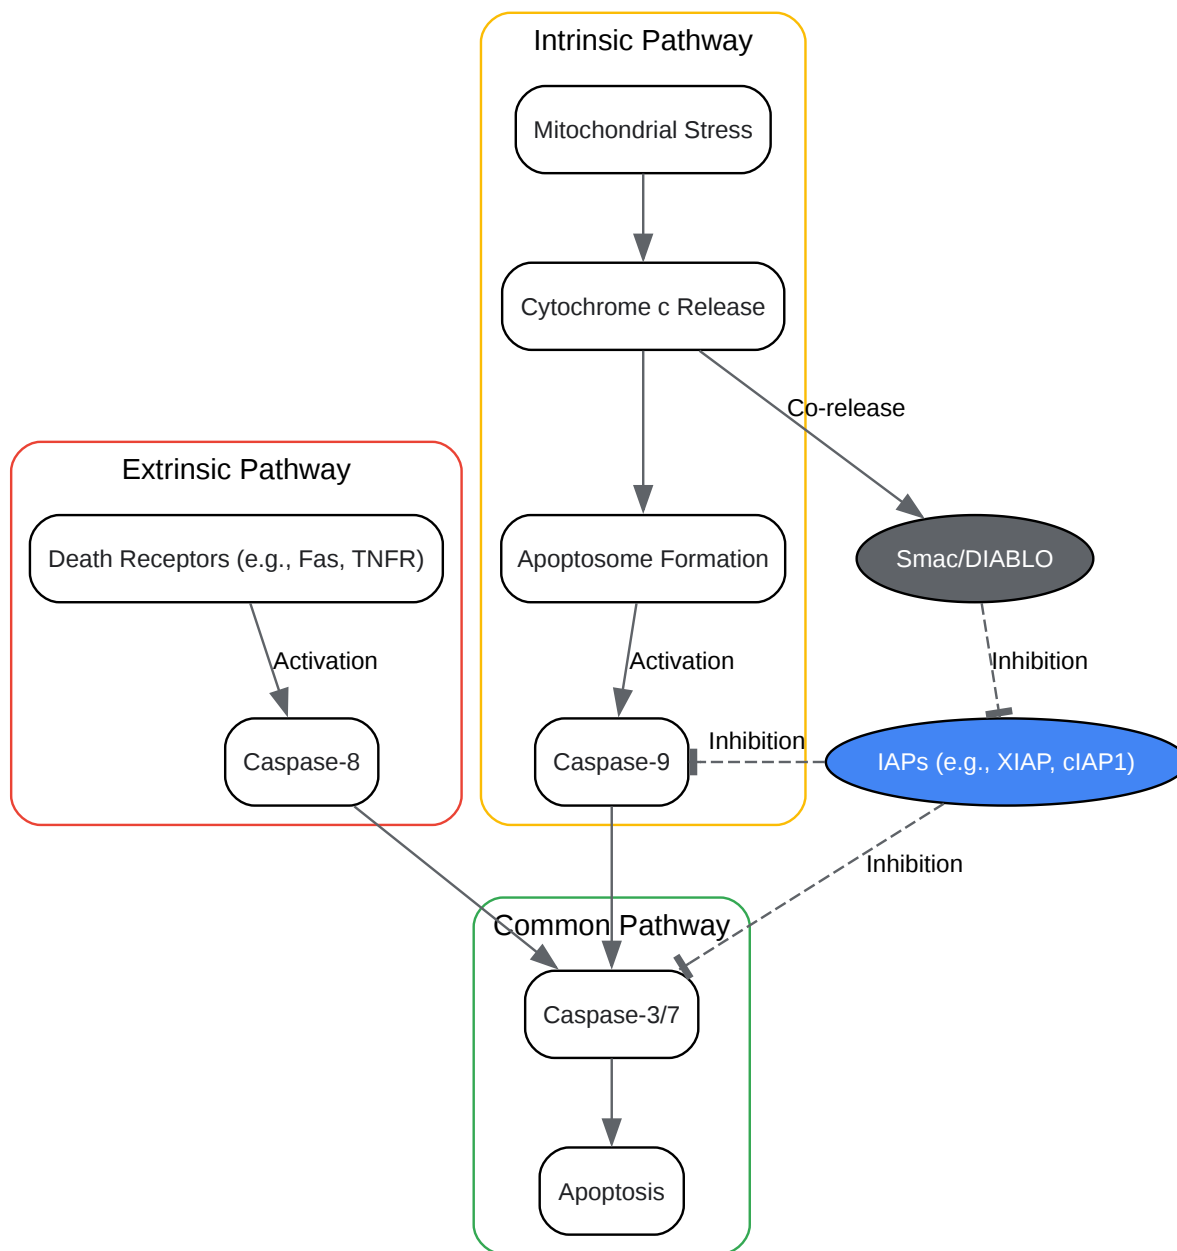 Intrinsic Pathway
Mitochondrial Stress
Cytochrome c Release
Co-release
Extrinsic Pathway
Death Receptors (e.g., Fas, TNFR)
Apoptosome Formation
Smac/DIABLO
Activation
Activation
Inhibition
Caspase-8
Caspase-9
Inhibition
IAPs (e.g., XIAP, cIAP1)
Inhibition
Common Pathway
Caspase-3/7
Apoptosis